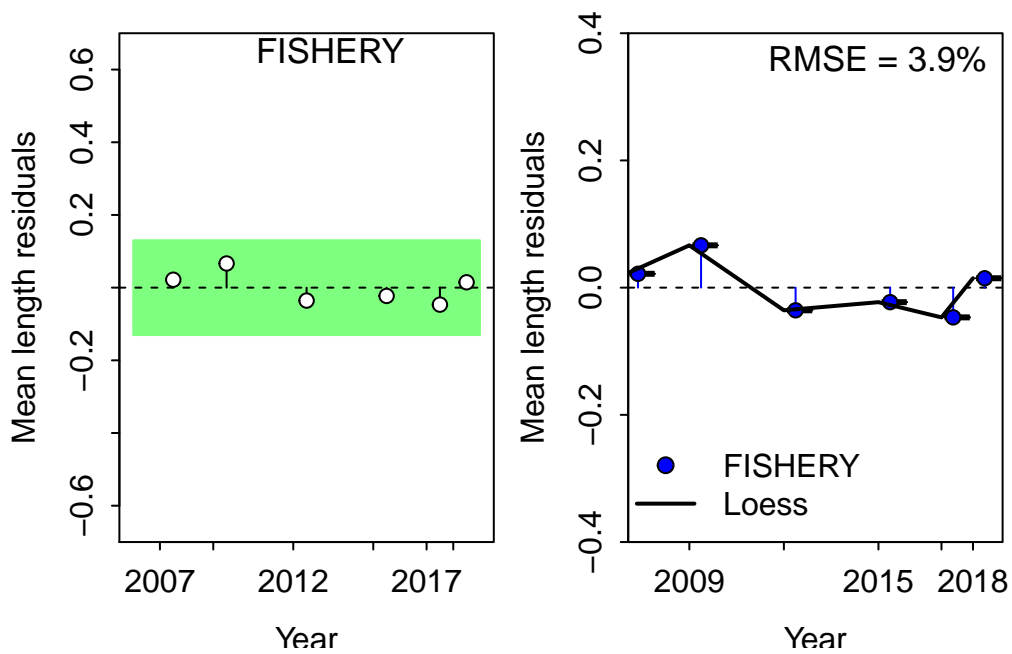 FISHERY
Mean length residuals
0.6
0.4
0.2
−0.2
−0.6
2007
2012
2017
Year
RMSE = 3.9%
Mean length residuals
0.4
0.2
0.0
−0.2
−0.4
FISHERY
Loess
2009
2015
2018
Year